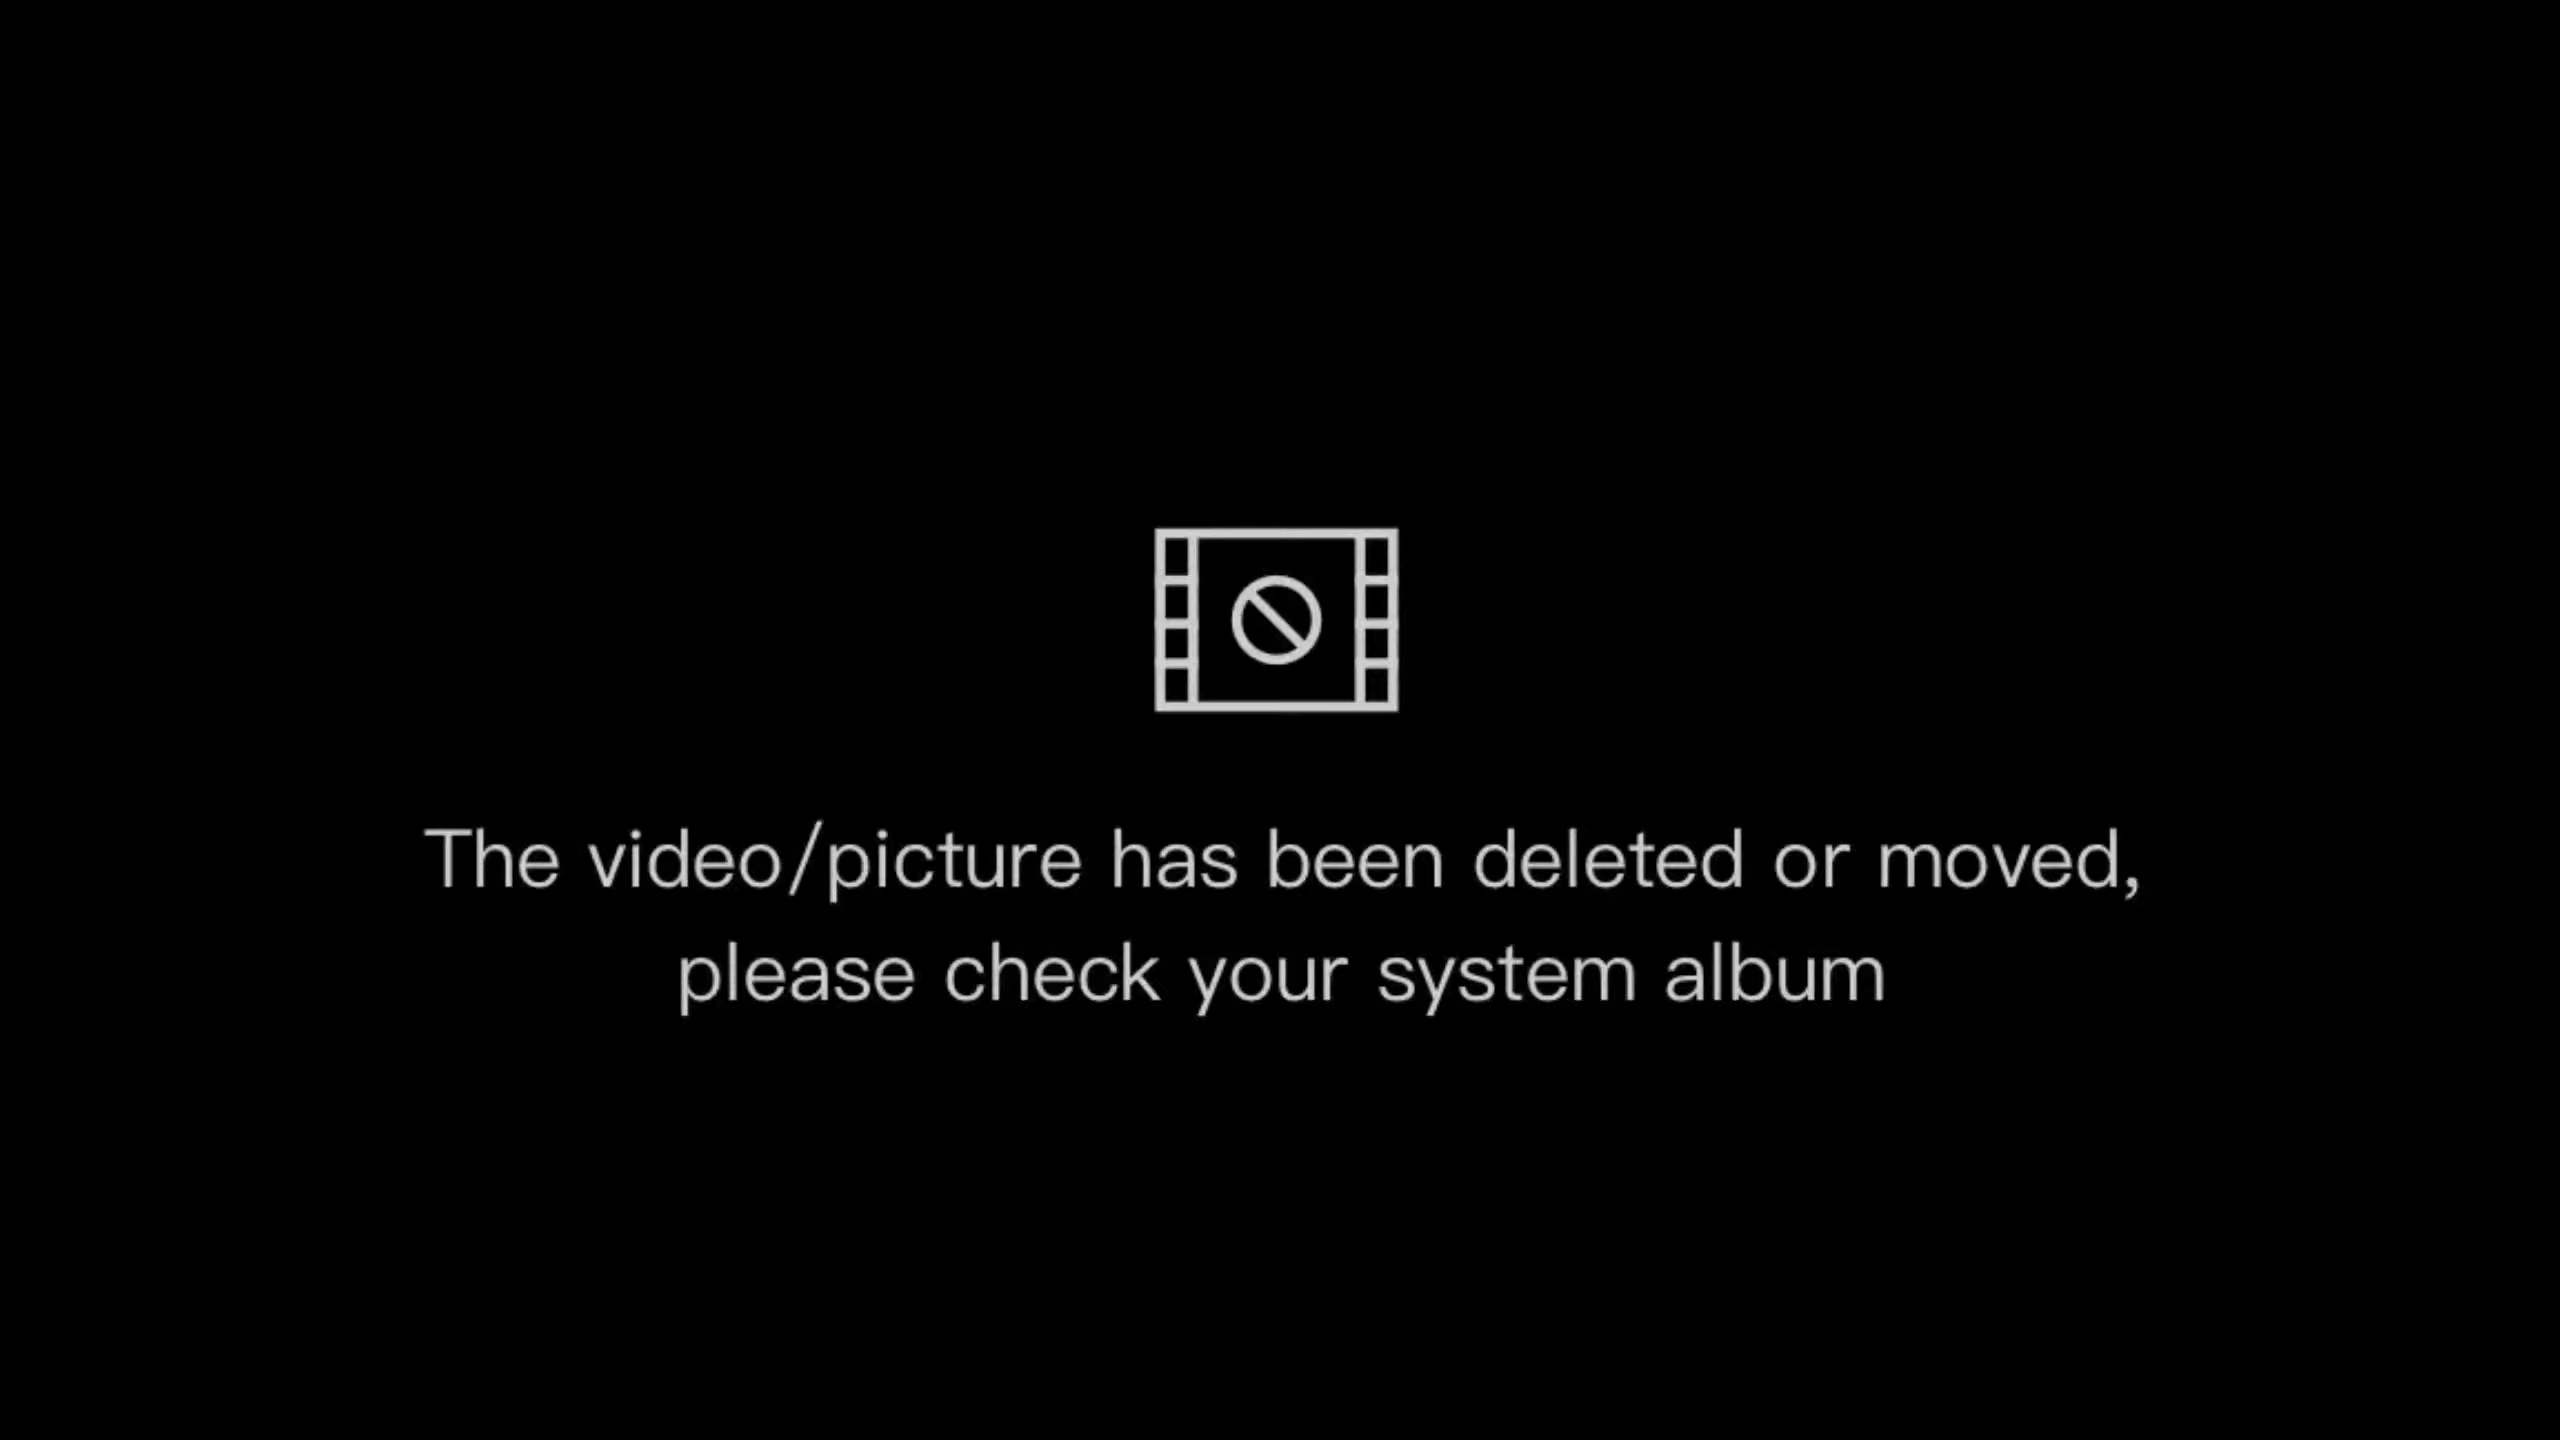 The video/picture has been deleted or moved,
please check your system album